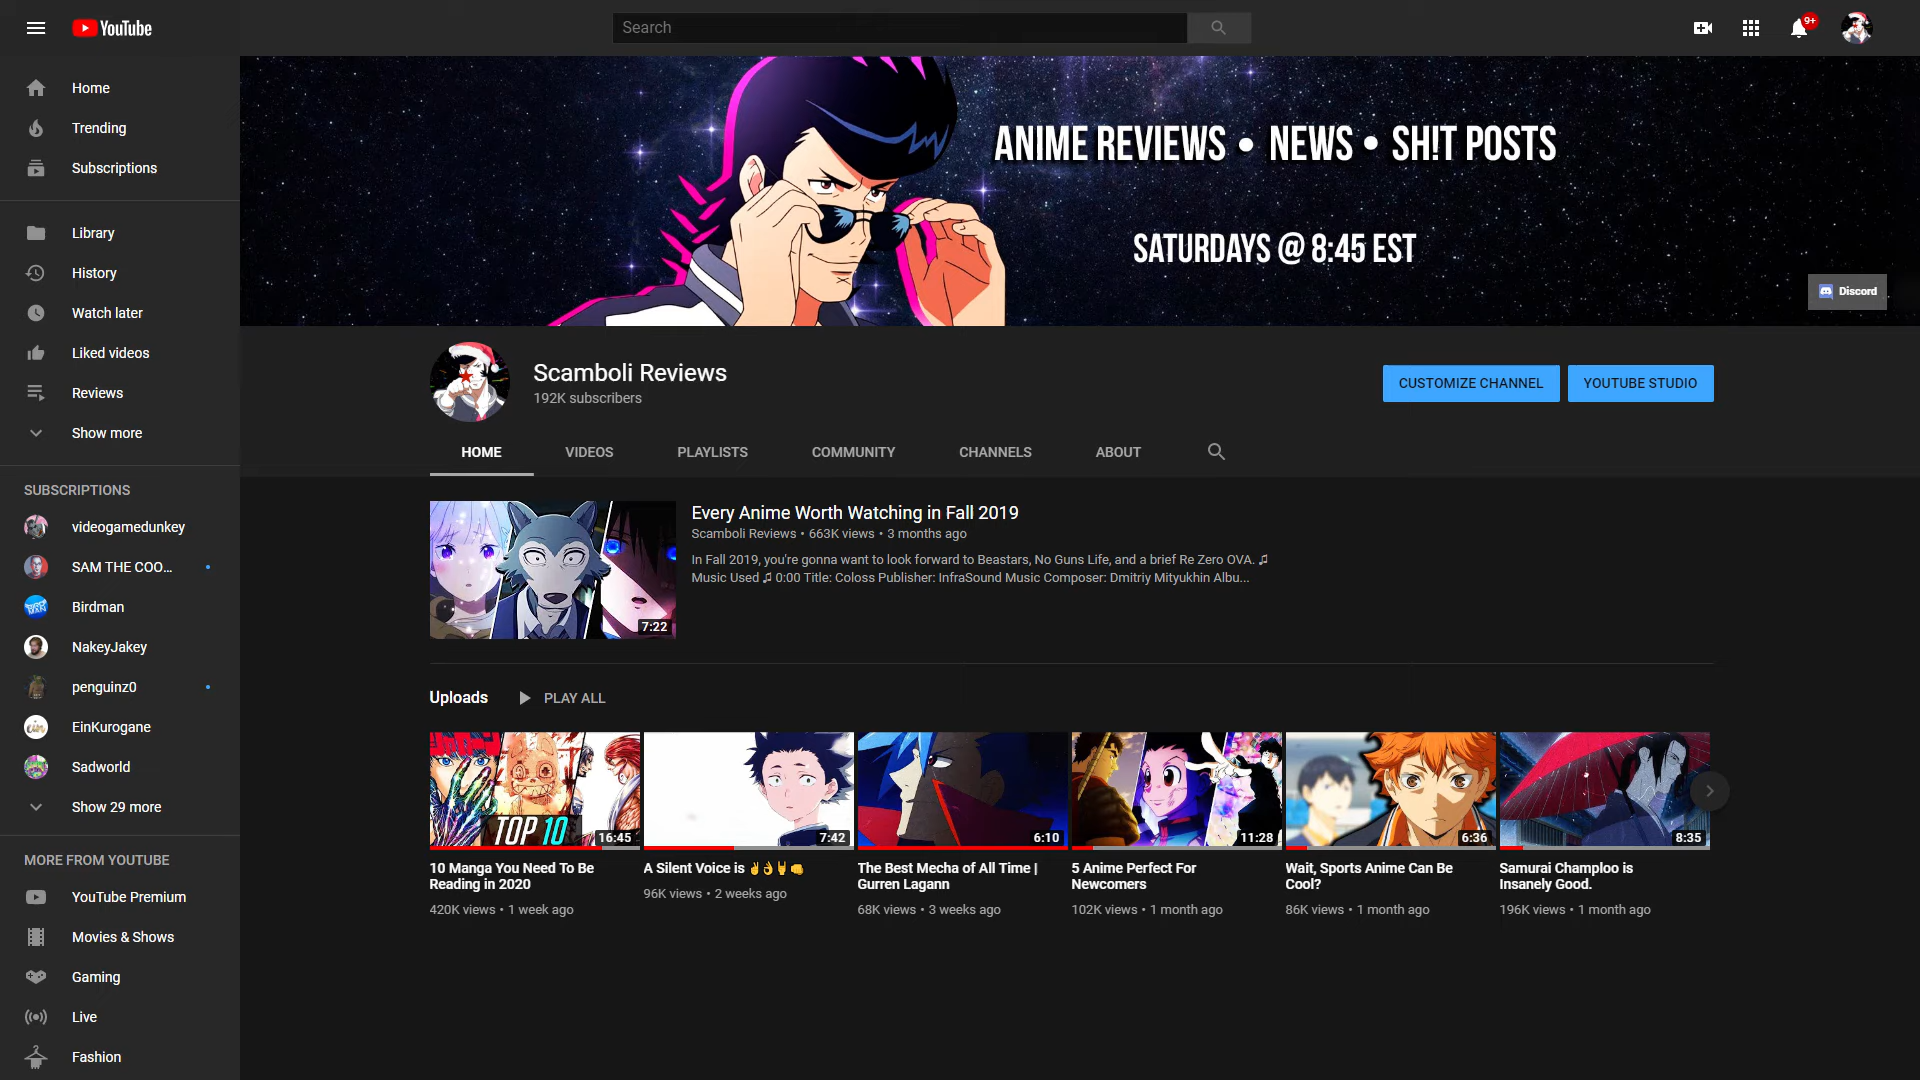 YouTube
Search
9+
Home
Trending
Subscriptions
Library
History
Watch later
Liked videos
Reviews
Show more
SUBSCRIPTIONS
videogamedunkey
SAM THE COO...
Birdman
NakeyJakey
penguinz0
EinKurogane
Sadworld
Show 29 more
MORE FROM YOUTUBE
YouTube Premium
Movies & Shows
Gaming
Live
Fashion
ANIME REVIEWS • NEWS • SH!T POSTS
SATURDAYS @ 8:45 EST
Discord
Scamboli Reviews
192K subscribers
CUSTOMIZE CHANNEL
YOUTUBE STUDIO
HOME
VIDEOS
PLAYLISTS
COMMUNITY
CHANNELS
ABOUT
7:22
Every Anime Worth Watching in Fall 2019
Scamboli Reviews • 663K views • 3 months ago
In Fall 2019, you're gonna want to look forward to Beastars, No Guns Life, and a brief Re Zero OVA. ♫
Music Used ♫ 0:00 Title: Coloss Publisher: InfraSound Music Composer: Dmitriy Mityukhin Albu...
Uploads
PLAY ALL
TOP 10
16:45
10 Manga You Need To Be
Reading in 2020
420K views • 1 week ago
7:42
A Silent Voice is ✌👌🤘👊
96K views • 2 weeks ago
6:10
The Best Mecha of All Time |
Gurren Lagann
68K views • 3 weeks ago
11:28
5 Anime Perfect For
Newcomers
102K views • 1 month ago
6:36
Wait, Sports Anime Can Be
Cool?
86K views • 1 month ago
8:35
Samurai Champloo is
Insanely Good.
196K views • 1 month ago